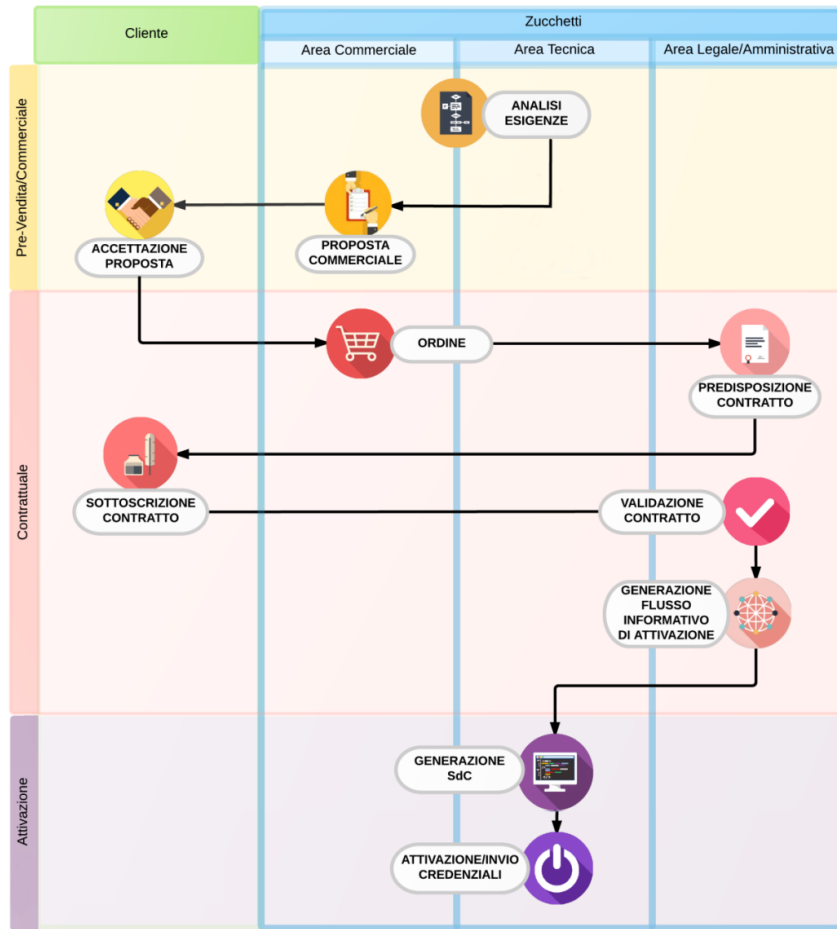 Cliente
Zucchetti
Area Commerciale
Area Tecnica
Area Legale/Amministrativa
Pre-Vendita/Commerciale
ANALISI
ESIGENZE
ACCETTAZIONE
PROPOSTA
PROPOSTA
COMMERCIALE
Contrattuale
ORDINE
PREDISPOSIZIONE
CONTRATTO
SOTTOSCRIZIONE
CONTRATTO
VALIDAZIONE
CONTRATTO
GENERAZIONE
FLUSSO
INFORMATIVO
DI ATTIVAZIONE
Attivazione
GENERAZIONE
SdC
ATTIVAZIONE/INVIO
CREDENZIALI